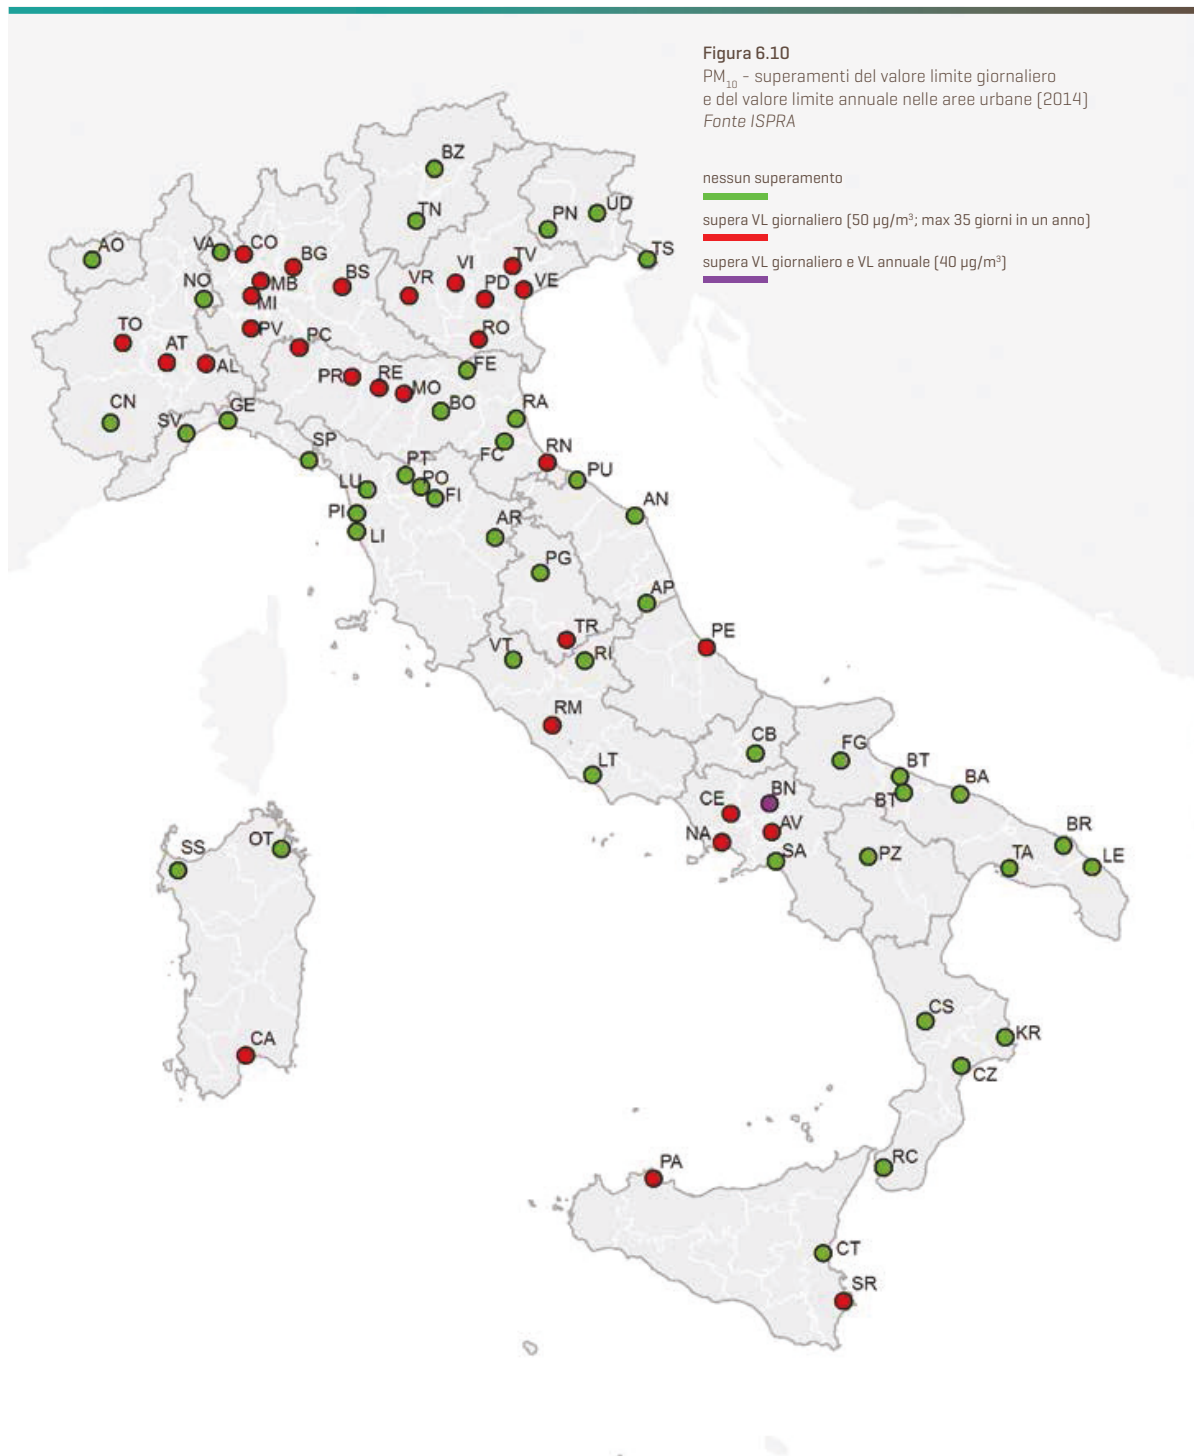 Figura 6.10
PM10 - superamenti del valore limite giornaliero
e del valore limite annuale nelle aree urbane (2014)
Fonte ISPRA
nessun superamento
supera VL giornaliero (50 µg/m³; max 35 giorni in un anno)
supera VL giornaliero e VL annuale (40 µg/m³)
BZ
TN
PN
UD
TS
AO
VA
CO
BG
BS
MB
MI
NO
VR
VI
TV
PD
VE
TO
AT
AL
PV
PC
RO
FE
PR
RE
MO
BO
RA
CN
SV
GE
SP
FC
RN
PU
LU
PT
PO
FI
PI
LI
AR
AN
PG
AP
TR
RI
VT
PE
RM
LT
CB
FG
BT
BT
BA
CE
BN
NA
AV
SA
PZ
TA
BR
LE
SS
OT
CA
CS
KR
CZ
RC
PA
CT
SR